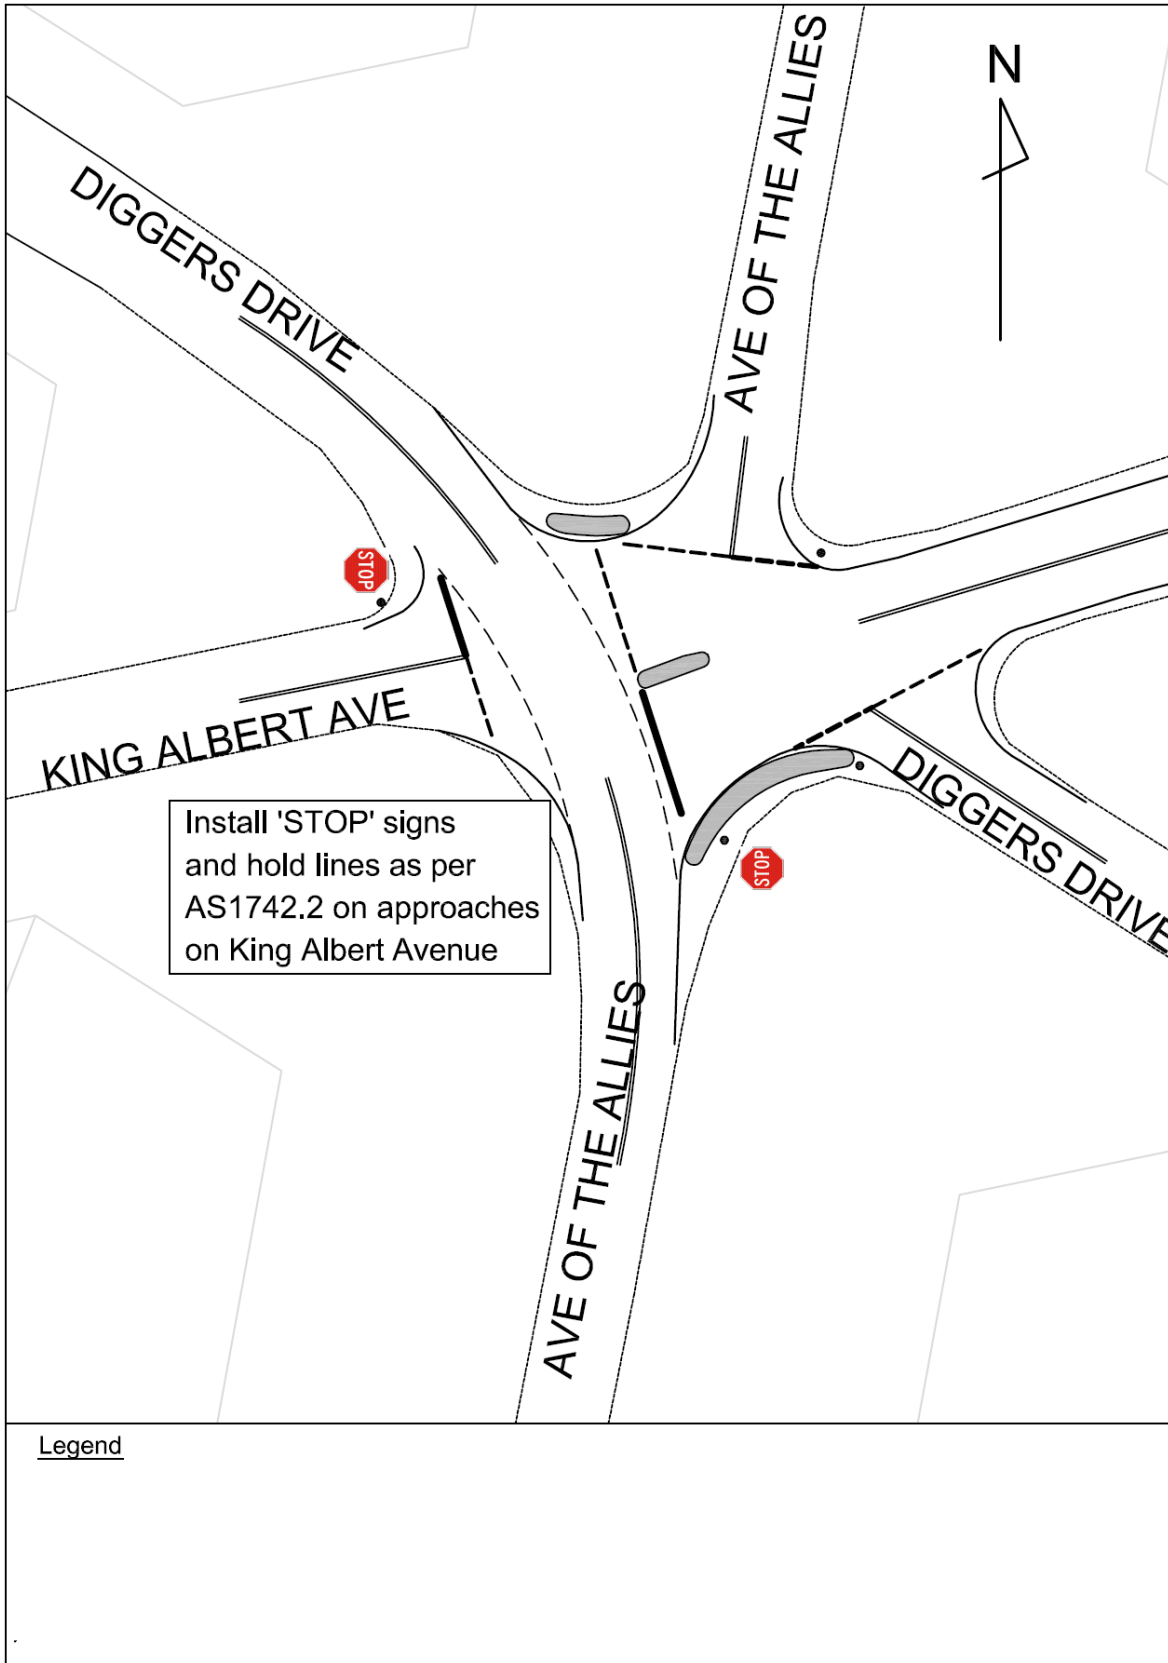 N
AVE OF THE ALLIES
DIGGERS DRIVE
STOP
KING ALBERT AVE
DIGGERS DRIVE
Install 'STOP' signs
and hold lines as per
AS1742.2 on approaches
on King Albert Avenue
STOP
AVE OF THE ALLIES
Legend